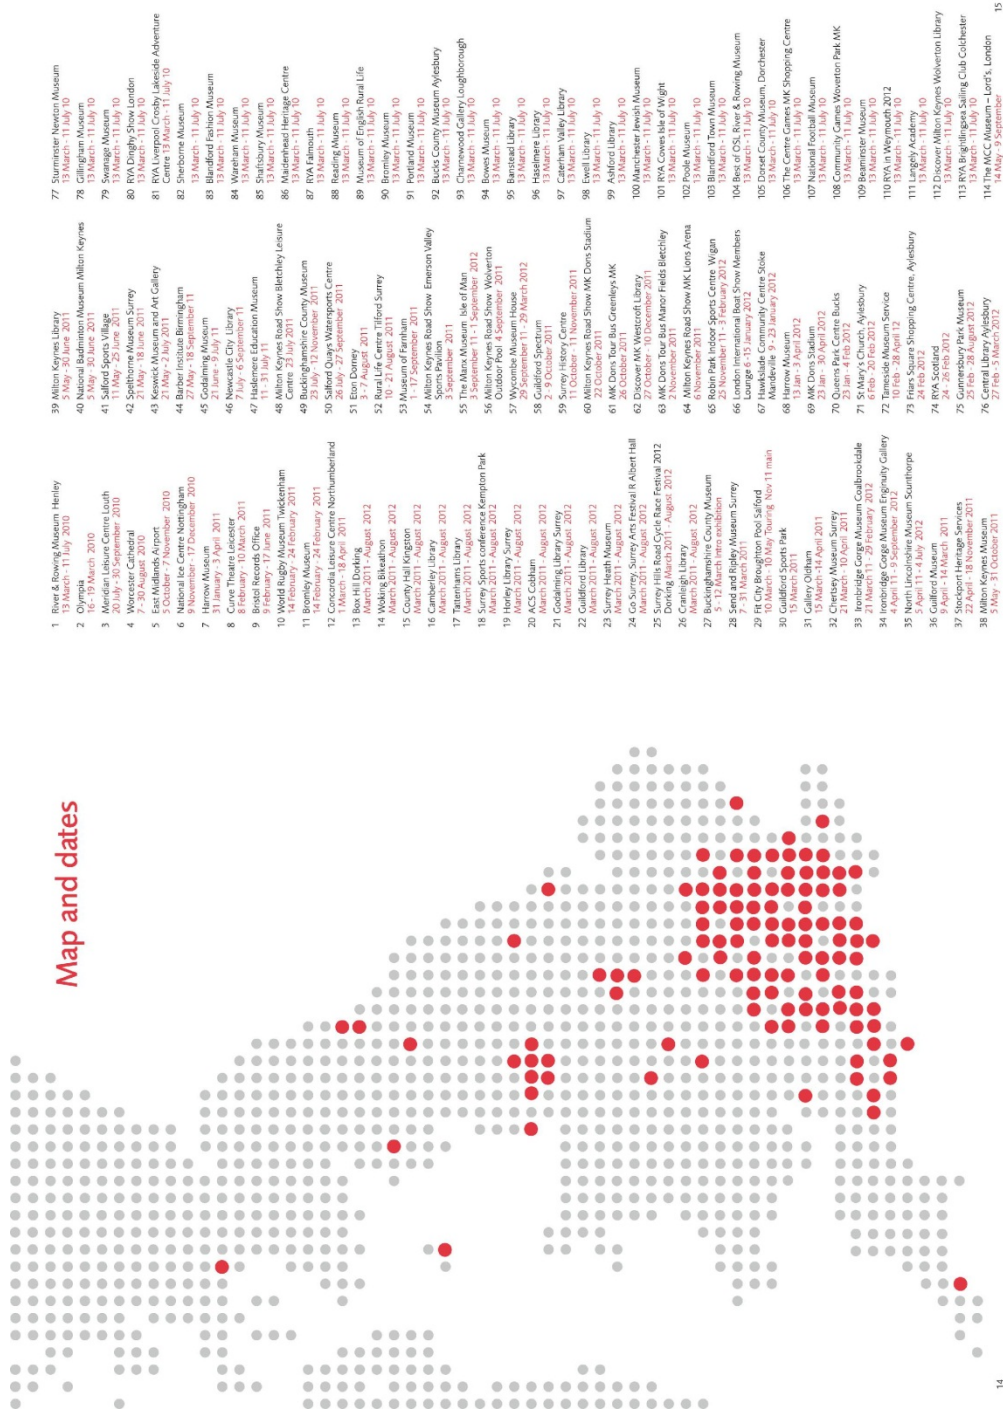 Map and dates
1 River & Rowing Museum Henley
13 March - 11 July 2010
2 Olympia
16 - 19 March 2010
3 Meridian Leisure Centre Louth
20 July - 30 September 2010
4 Worcester Cathedral
7 - 30 August 2010
5 East Midlands Airport
5 October - November 2010
6 National Ice Centre Nottingham
9 November - 17 December 2010
7 Harrow Museum
31 January - 3 April 2011
8 Curve Theatre Leicester
8 February - 10 March 2011
9 Bristol Records Office
9 February - 17 June 2011
10 World Rugby Museum Twickenham
14 February - 24 February 2011
11 Bromley Museum
14 February - 24 February 2011
12 Concordia Leisure Centre Northumberland
1 March - 18 April 2011
13 Box Hill Dorking
March 2011 - August 2012
14 Woking Bikeathon
March 2011 - August 2012
15 County Hall Kingston
March 2011 - August 2012
16 Camberley Library
March 2011 - August 2012
17 Tattenhams Library
March 2011 - August 2012
18 Surrey Sports conference Kempton Park
March 2011 - August 2012
19 Horley Library Surrey
March 2011 - August 2012
20 ACS Cobham
March 2011 - August 2012
21 Godalming Library Surrey
March 2011 - August 2012
22 Guildford Library
March 2011 - August 2012
23 Surrey Heath Museum
March 2011 - August 2012
24 Go Surrey, Surrey Arts Festival R Albert Hall
March 2011 - August 2012
25 Surrey Hills Road Cycle Race Festival 2012
Dorking March 2011 - August 2012
26 Cranleigh Library
March 2011 - August 2012
27 Buckinghamshire County Museum
5 - 12 March Intro exhibition
28 Send and Ripley Museum Surrey
7 - 31 March 2011
29 Fit City Broughton Pool Salford
10 March - 10 May Touring Nov 11 main
30 Guildford Sports Park
15 March 2011
31 Gallery Oldham
15 March - 14 April 2011
32 Chertsey Museum Surrey
21 March - 10 April 2011
33 Ironbridge Gorge Museum Coalbrookdale
21 March 2011 - 29 February 2012
34 Ironbridge Gorge Museum Enginuity Gallery
4 April 2011 - 9 September 2012
35 North Lincolnshire Museum Scunthorpe
5 April 2011 - 4 July 2012
36 Guilford Museum
9 April - 14 March 2011
37 Stockport Heritage Services
22 April - 18 November 2011
38 Milton Keynes Museum
5 May - 31 October 2011
39 Milton Keynes Library
5 May - 30 June 2011
40 National Badminton Museum Milton Keynes
5 May - 30 June 2011
41 Salford Sports Village
11 May - 25 June 2011
42 Spelthorne Museum Surrey
21 May - 11 June 2011
43 Keswick Museum and Art Gallery
21 May - 2 July 2011
44 Barber Institute Birmingham
27 May - 18 September 11
45 Godalming Museum
21 June - 9 July 11
46 Newcastle City Library
7 July - 6 September 11
47 Haslemere Education Museum
11 - 31 July 11
48 Milton Keynes Road Show Bletchley Leisure
Centre 23 July 2011
49 Buckinghamshire County Museum
23 July - 12 November 2011
50 Salford Quays Watersports Centre
26 July - 27 September 2011
51 Eton Dorney
3 - 7 August 2011
52 Rural Life Centre Tilford Surrey
10 - 21 August 2011
53 Museum of Farnham
1 - 17 September 2011
54 Milton Keynes Road Show Emerson Valley
Sports Pavilion
3 September 2011
55 The Manx Museum Isle of Man
3 September 2011 - 1 September 2012
56 Milton Keynes Road Show Wolverton
Outdoor Pool 4 September 2011
57 Wycombe Museum House
29 September 11 - 29 March 2012
58 Guildford Spectrum
2 - 9 October 2011
59 Surrey History Centre
11 October - 11 November 2011
60 Milton Keynes Road Show MK Dons Stadium
22 October 2011
61 MK Dons Tour Bus Greenleys MK
26 October 2011
62 Discover MK Westcroft Library
27 October - 10 December 2011
63 MK Dons Tour Bus Manor Fields Bletchley
2 November 2011
64 Milton Keynes Road Show MK Lions Arena
6 November 2011
65 Robin Park Indoor Sports Centre Wigan
25 November 11 - 3 February 2012
66 London International Boat Show Members
Lounge 6 - 15 January 2012
67 Hawkslade Community Centre Stoke
Mandeville 9 - 23 January 2012
68 Harrow Museum
13 Jan - 3 April 2012
69 MK Dons Stadium
23 Jan - 30 April 2012
70 Queens Park Centre Bucks
23 Jan - 4 Feb 2012
71 St Mary's Church, Aylesbury
6 Feb - 20 Feb 2012
72 Tameside Museum Service
10 Feb - 28 April 12
73 Friars Square Shopping Centre, Aylesbury
24 Feb 2012
74 RYA Scotland
24 - 26 Feb 2012
75 Gunnersbury Park Museum
25 Feb - 28 August 2012
76 Central Library Aylesbury
27 Feb - 5 March 2012
77 Sturminster Newton Museum
13 March - 11 July 10
78 Gillingham Museum
13 March - 11 July 10
79 Swanage Museum
13 March - 11 July 10
80 RYA Dinghy Show London
13 March - 11 July 10
81 RYA Liverpool Crosby Lakeside Adventure
Centre 13 March - 11 July 10
82 Sherborne Museum
13 March - 11 July 10
83 Blandford Fashion Museum
13 March - 11 July 10
84 Wareham Museum
13 March - 11 July 10
85 Shaftsbury Museum
13 March - 11 July 10
86 Maidenhead Heritage Centre
13 March - 11 July 10
87 RYA Falmouth
13 March - 11 July 10
88 Reading Museum
13 March - 11 July 10
89 Museum of English Rural Life
13 March - 11 July 10
90 Bromley Museum
13 March - 11 July 10
91 Portland Museum
13 March - 11 July 10
92 Bucks County Museum Aylesbury
13 March - 11 July 10
93 Charnewood Gallery Loughborough
13 March - 11 July 10
94 Bowes Museum
13 March - 11 July 10
95 Banstead Library
13 March - 11 July 10
96 Haselmere Library
13 March - 11 July 10
97 Caterham Valley Library
13 March - 11 July 10
98 Ewell Library
13 March - 11 July 10
99 Ashford Library
13 March - 11 July 10
100 Manchester Jewish Museum
13 March - 11 July 10
101 RYA Cowes Isle of Wight
13 March - 11 July 10
102 Poole Museum
13 March - 11 July 10
103 Blandford Town Museum
13 March - 11 July 10
104 Best of OSL River & Rowing Museum
13 March - 11 July 10
105 Dorset County Museum, Dorchester
13 March - 11 July 10
106 The Centre Games MK Shopping Centre
13 March - 11 July 10
107 National Football Museum
13 March - 11 July 10
108 Community Games Woverton Park MK
13 March - 11 July 10
109 Beaminster Museum
13 March - 11 July 10
110 RYA in Weymouth 2012
13 March - 11 July 10
111 Langely Academy
13 March - 11 July 10
112 Discover Milton Keynes Wolverton Library
13 March - 11 July 10
113 RYA Brightlingsea Sailing Club Colchester
13 March - 11 July 10
114 The MCC Museum – Lord's, London
14 May - 9 September
14
15